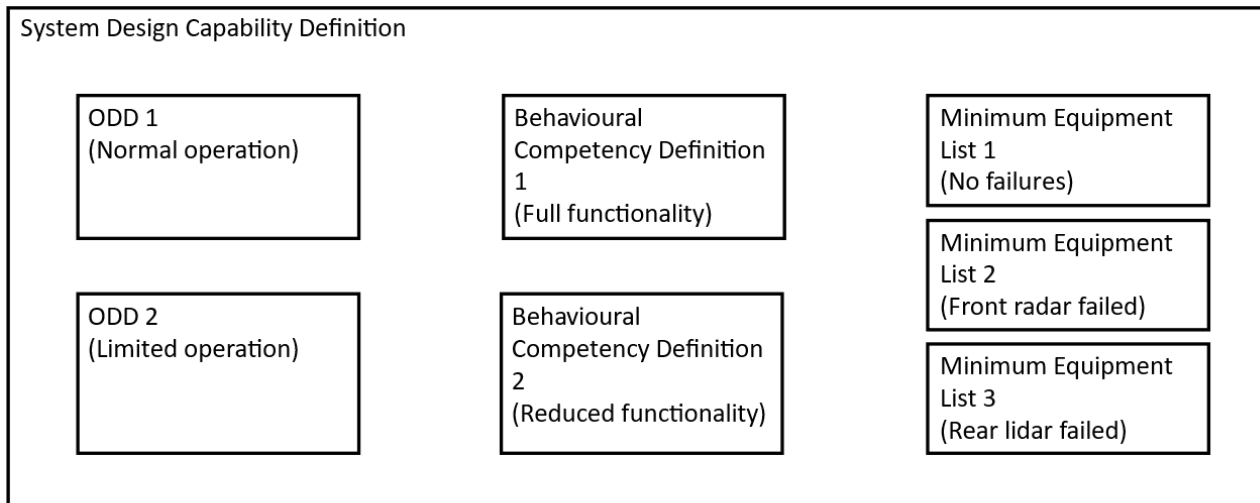 System Design Capability Definition
ODD 1
(Normal operation)
Behavioural
Competency Definition
1
(Full functionality)
Minimum Equipment
List 1
(No failures)
Minimum Equipment
List 2
(Front radar failed)
ODD 2
(Limited operation)
Behavioural
Competency Definition
2
(Reduced functionality)
Minimum Equipment
List 3
(Rear lidar failed)